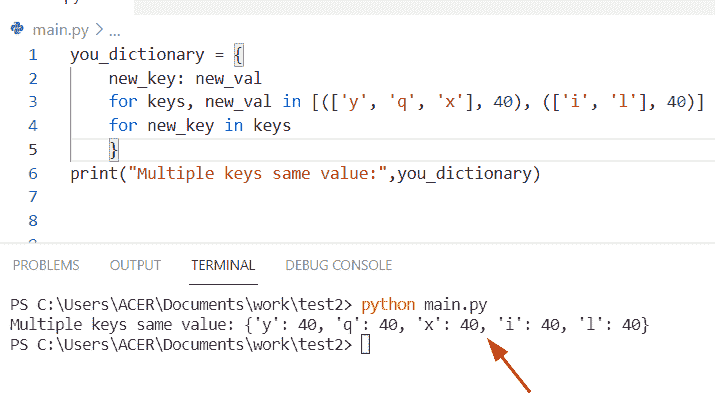 main.py > ...
1 you_dictionary = {
2 new_key: new_val
3 for keys, new_val in [(['y', 'q', 'x'], 40), (['i', 'l'], 40)]
4 for new_key in keys
5 }
6 print("Multiple keys same value:",you_dictionary)
7
8
PROBLEMS OUTPUT TERMINAL DEBUG CONSOLE
PS C:\Users\ACER\Documents\work\test2> python main.py
Multiple keys same value: {'y': 40, 'q': 40, 'x': 40, 'i': 40, 'l': 40}
PS C:\Users\ACER\Documents\work\test2>